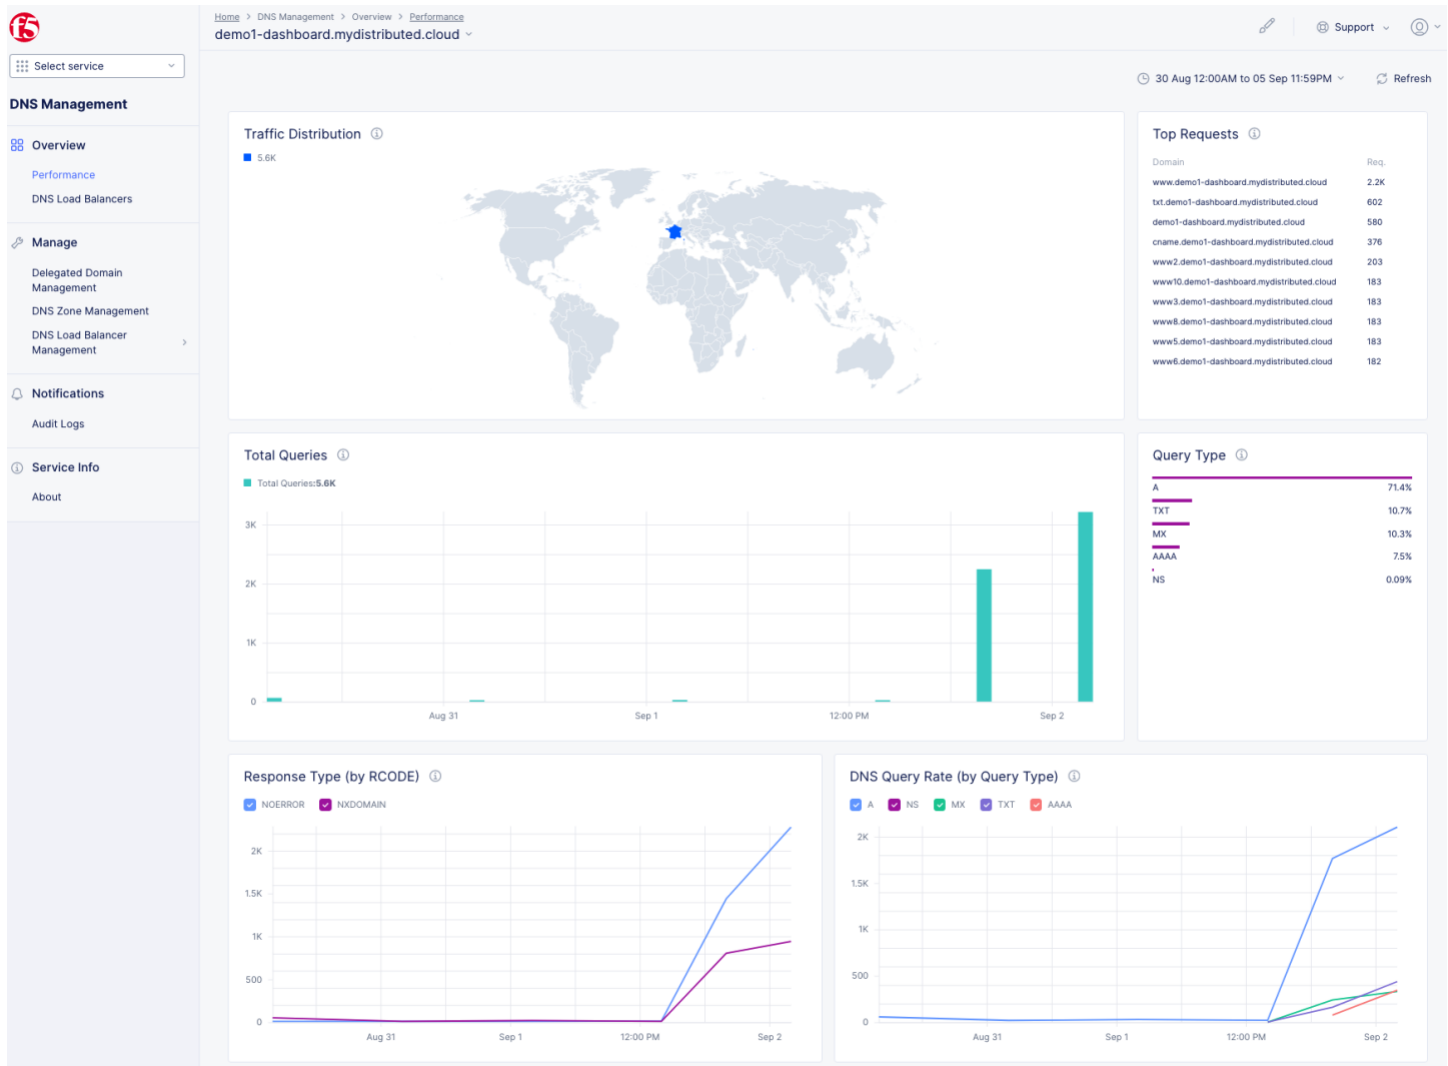 f5
Home > DNS Management > Overview > Performance
demo1-dashboard.mydistributed.cloud
Support
Select service
30 Aug 12:00AM to 05 Sep 11:59PM
Refresh
DNS Management
Overview
Performance
DNS Load Balancers
Manage
Delegated Domain
Management
DNS Zone Management
DNS Load Balancer
Management
Notifications
Audit Logs
Service Info
About
Traffic Distribution
5.6K
Top Requests
Domain Req.
www.demo1-dashboard.mydistributed.cloud 2.2K
txt.demo1-dashboard.mydistributed.cloud 602
demo1-dashboard.mydistributed.cloud 580
cname.demo1-dashboard.mydistributed.cloud 376
www2.demo1-dashboard.mydistributed.cloud 203
www10.demo1-dashboard.mydistributed.cloud 183
www3.demo1-dashboard.mydistributed.cloud 183
www8.demo1-dashboard.mydistributed.cloud 183
www5.demo1-dashboard.mydistributed.cloud 183
www6.demo1-dashboard.mydistributed.cloud 182
Total Queries
Total Queries:5.6K
3K
2K
1K
0
Aug 31 Sep 1 12:00 PM Sep 2
Query Type
A 71.4%
TXT 10.7%
MX 10.3%
AAAA 7.5%
NS 0.09%
Response Type (by RCODE)
NOERROR NXDOMAIN
2K
1.5K
1K
500
0
Aug 31 Sep 1 12:00 PM Sep 2
DNS Query Rate (by Query Type)
A NS MX TXT AAAA
2K
1.5K
1K
500
0
Aug 31 Sep 1 12:00 PM Sep 2